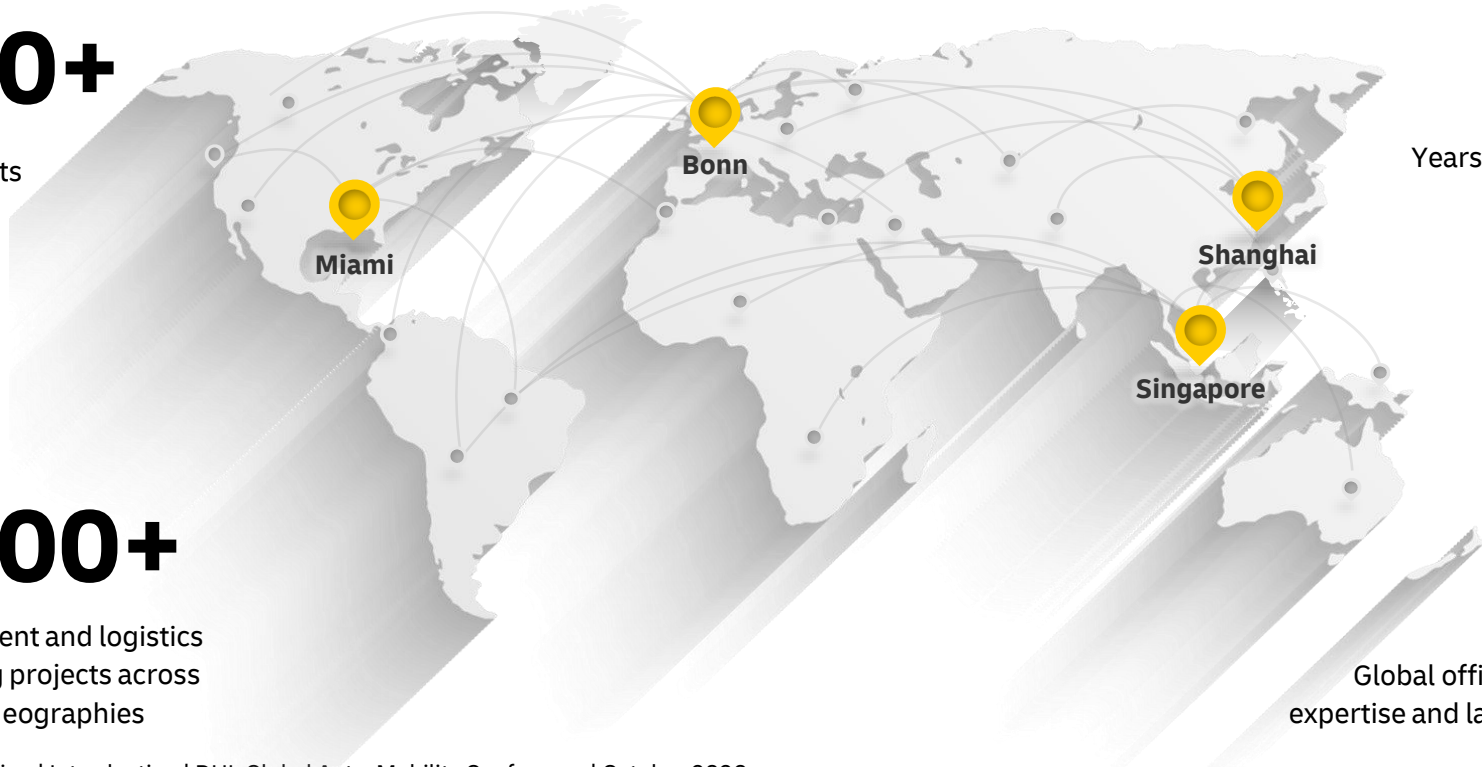 0+
ts
Years
Bonn
Miami
Shanghai
Singapore
00+
ent and logistics
projects across
eographies
Global offi
expertise and la